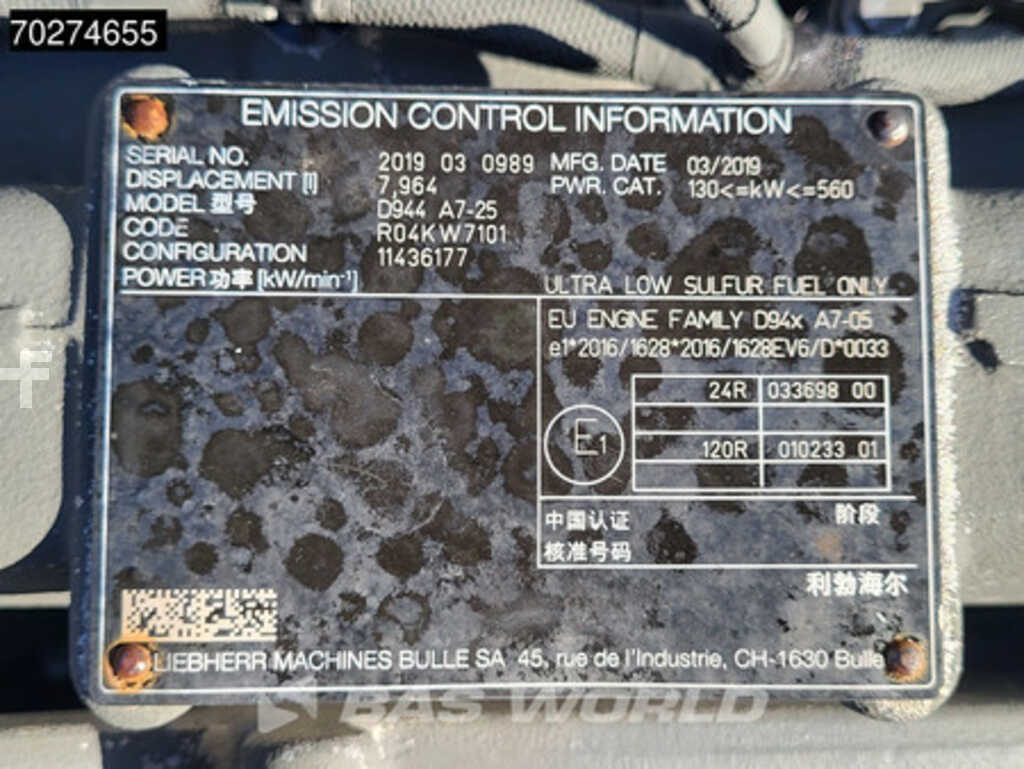 70274655
EMISSION CONTROL INFORMATION
SERIAL NO. 2019 03 0989 MFG. DATE 03/2019
DISPLACEMENT [l] 7,964 PWR. CAT. 130<=kW<=560
MODEL 型号 D944 A7-25
CODE R04KW7101
CONFIGURATION 11436177
POWER 功率 [kW/min⁻¹] ULTRA LOW SULFUR FUEL ONLY
EU ENGINE FAMILY D94x A7-05
e1*2016/1628*2016/1628EV6/D*0033
24R 033698 00
E1
120R 010233 01
中国认证 阶段
核准号码
利勃海尔
LIEBHERR MACHINES BULLE SA 45, rue de l'Industrie, CH-1630 Bulle
BAS WORLD